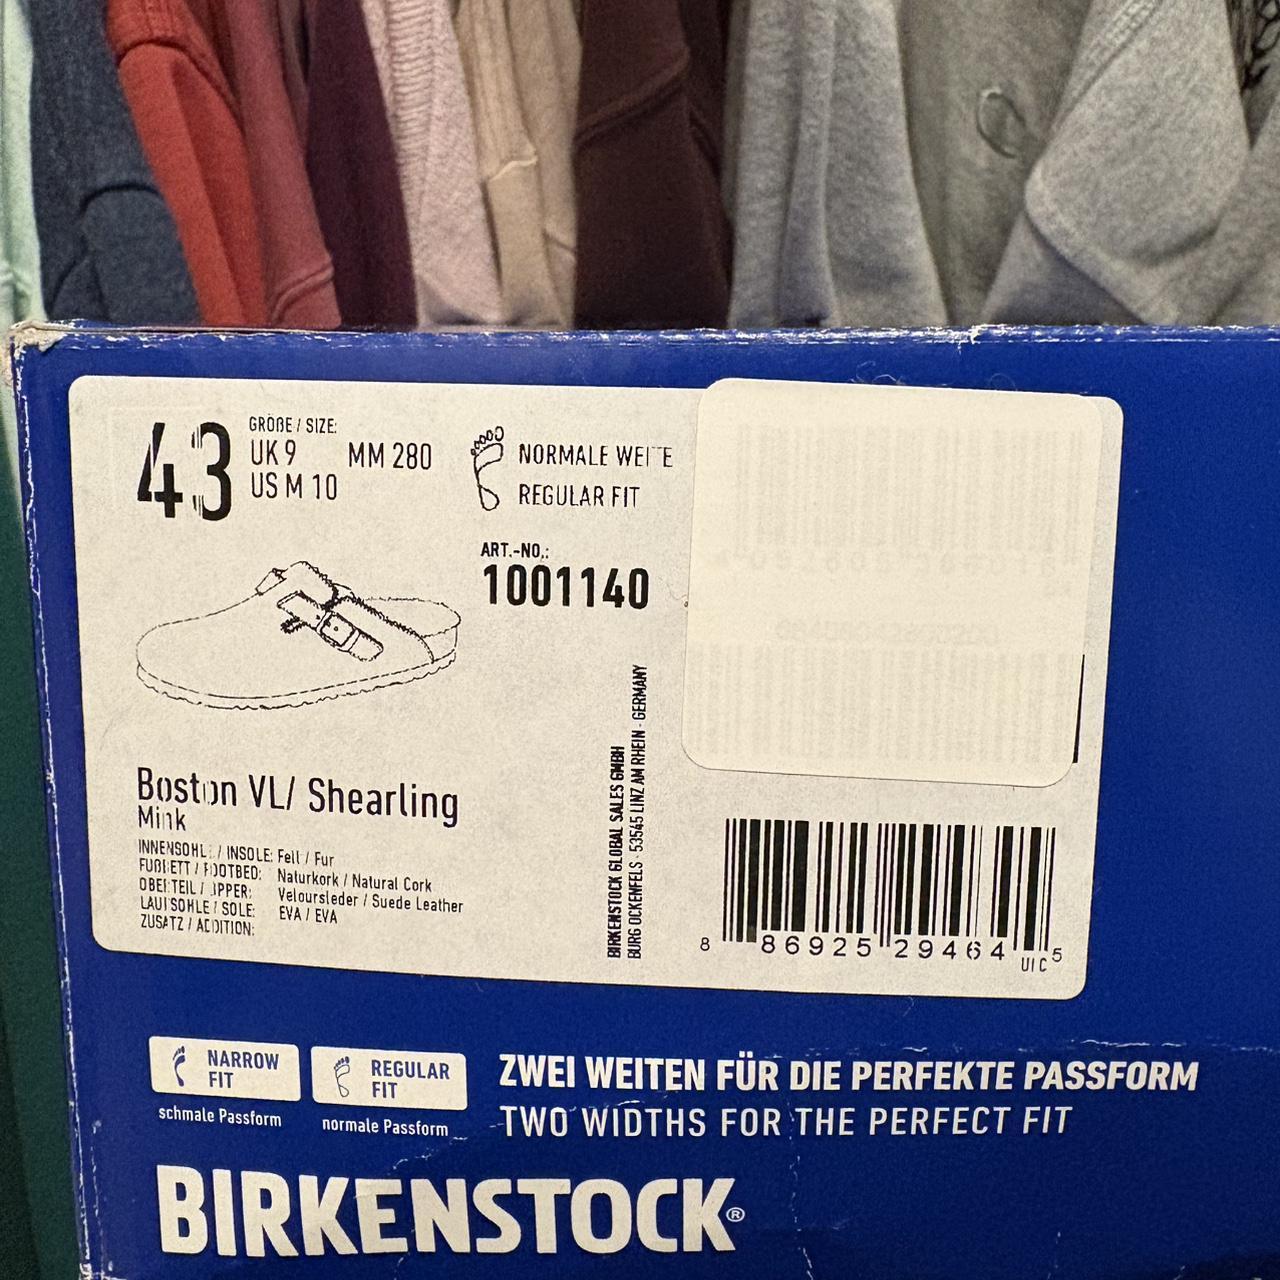 43
GRÖßE / SIZE:
UK 9 MM 280
US M 10
NORMALE WEITE
REGULAR FIT
ART.-NO.:
1001140
Boston VL/ Shearling
Mink
INNENSOHLE / INSOLE: Fell / Fur
FUßBETT / FOOTBED: Naturkork / Natural Cork
OBERTEIL / UPPER: Veloursleder / Suede Leather
LAUFSOHLE / SOLE: EVA / EVA
ZUSATZ / ADDITION:
BIRKENSTOCK GLOBAL SALES GMBH
BURG OCKENFELS · 53545 LINZ AM RHEIN · GERMANY
8 86925 29464 5
NARROW
FIT
schmale Passform
REGULAR
FIT
normale Passform
ZWEI WEITEN FÜR DIE PERFEKTE PASSFORM
TWO WIDTHS FOR THE PERFECT FIT
BIRKENSTOCK®